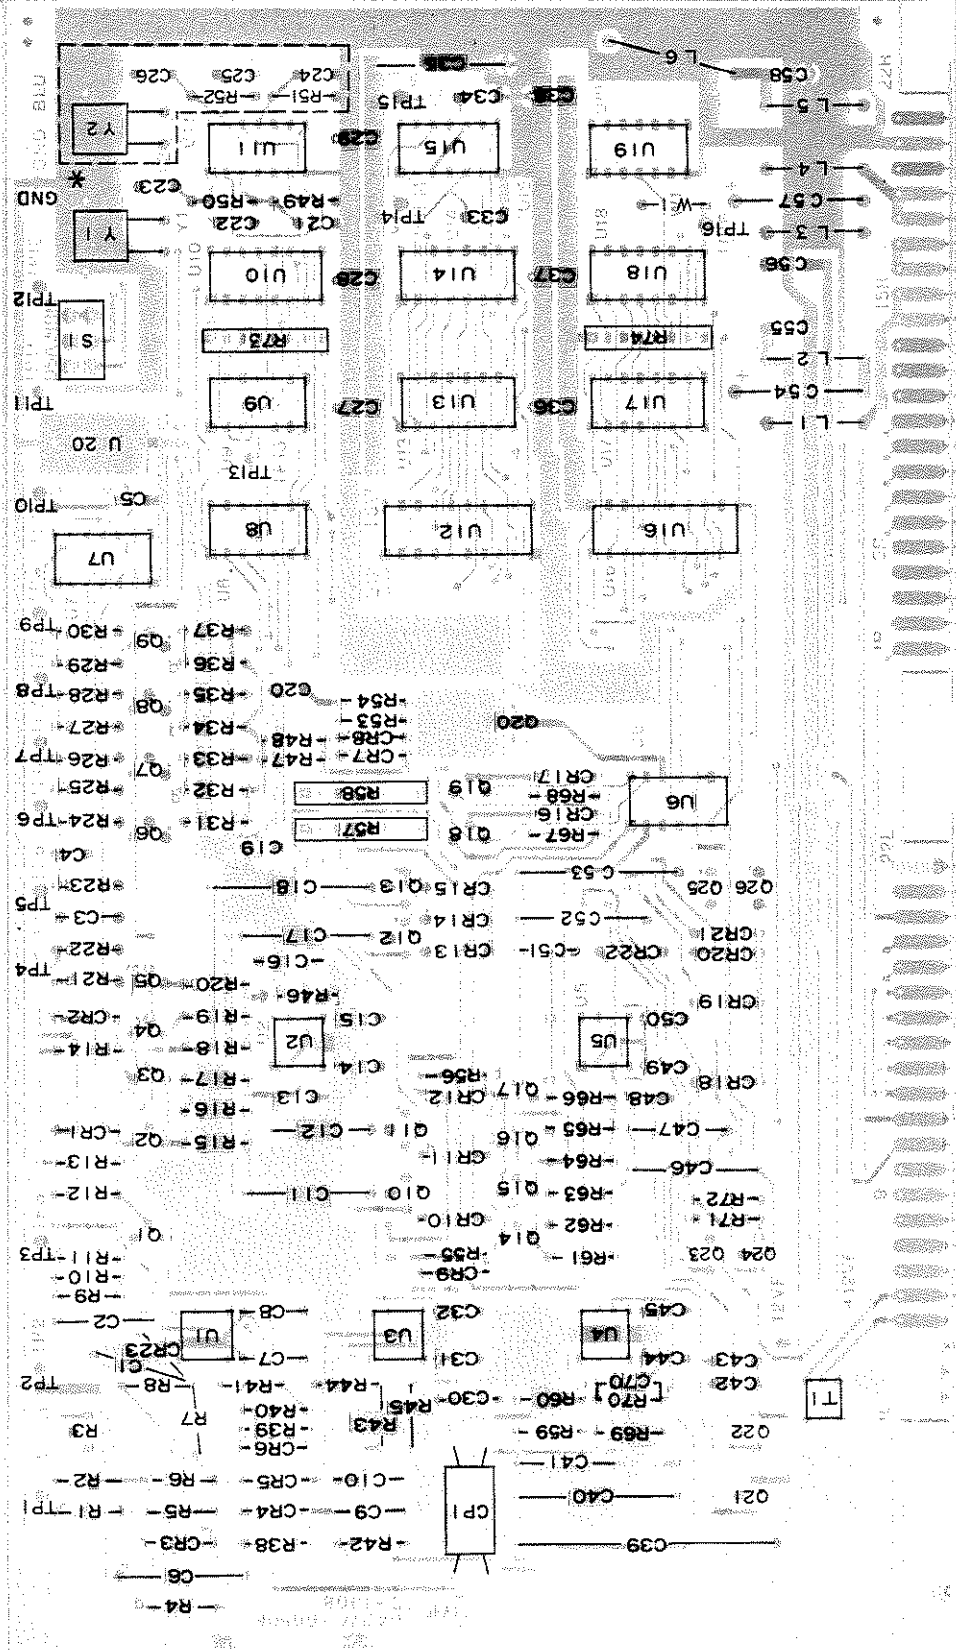 R4
C6
C39 R42 R38 CR3
Q21 C40 CP1 C9 CR4 R5 R1 TP1
C41 C10 CR5 R6 R2
CR6
Q22 R69 R59 R43 R39 R7 R3
R45 R40
C42 R70 R60 C30 R44 R41 R8 TP2
C70
C43 C44 C31 C7 C1
T1 U4 U3 U1 CR23
C2
C45 C32 C8
R9
CR9 R10
Q24 Q23 R61 R55 R11 TP3
Q14 Q1
R71 R62 CR10
R72 R63 Q15 Q10 C11 R12
C46 R64 CR11 R13
C47 R65 Q16 Q11 C12 R15 Q2 CR1
R16
C48 R66 Q17 CR12 C13
CR18 R56 R17 Q3
C49 C14
U5 U2 R18 R14
C50 C15 R19 Q4 CR2
CR19 R46
R20 Q5 R21 TP4
C16
CR20 CR22 C51 CR13 R22
CR21 Q12 C17
C52 CR14 C3
TP5
Q26 Q25 C53 CR15 Q13 C18 R23
C19 C4
R67 Q18 R57 R31 Q6 R24 TP6
CR16
U6 R68 Q19 R58 R32 R25
CR17
CR7 R47 R33 Q7 R26 TP7
CR8 R48
Q20 R53 R34 R27
R54 Q8
C20 R35 R28 TP8
R36 R29
Q9
R37 R30 TP9
U7
U16 U12 U8
C5 TP10
TP13
U 20
L1 U17 C36 U13 C27 U9 TP11
C54
L2
R74 R73 S1
C55
TP12
C56 U18 C37 U14 C28 U10
L3 TP16 Y1
C33 TP14 C21 C22
C57 W1 R49 R50 GND
C23
L4 *
U19 U15 C29 U11 Y2
L5 TP15
C34 R51 R52
C58 C24 C25 C26
L6